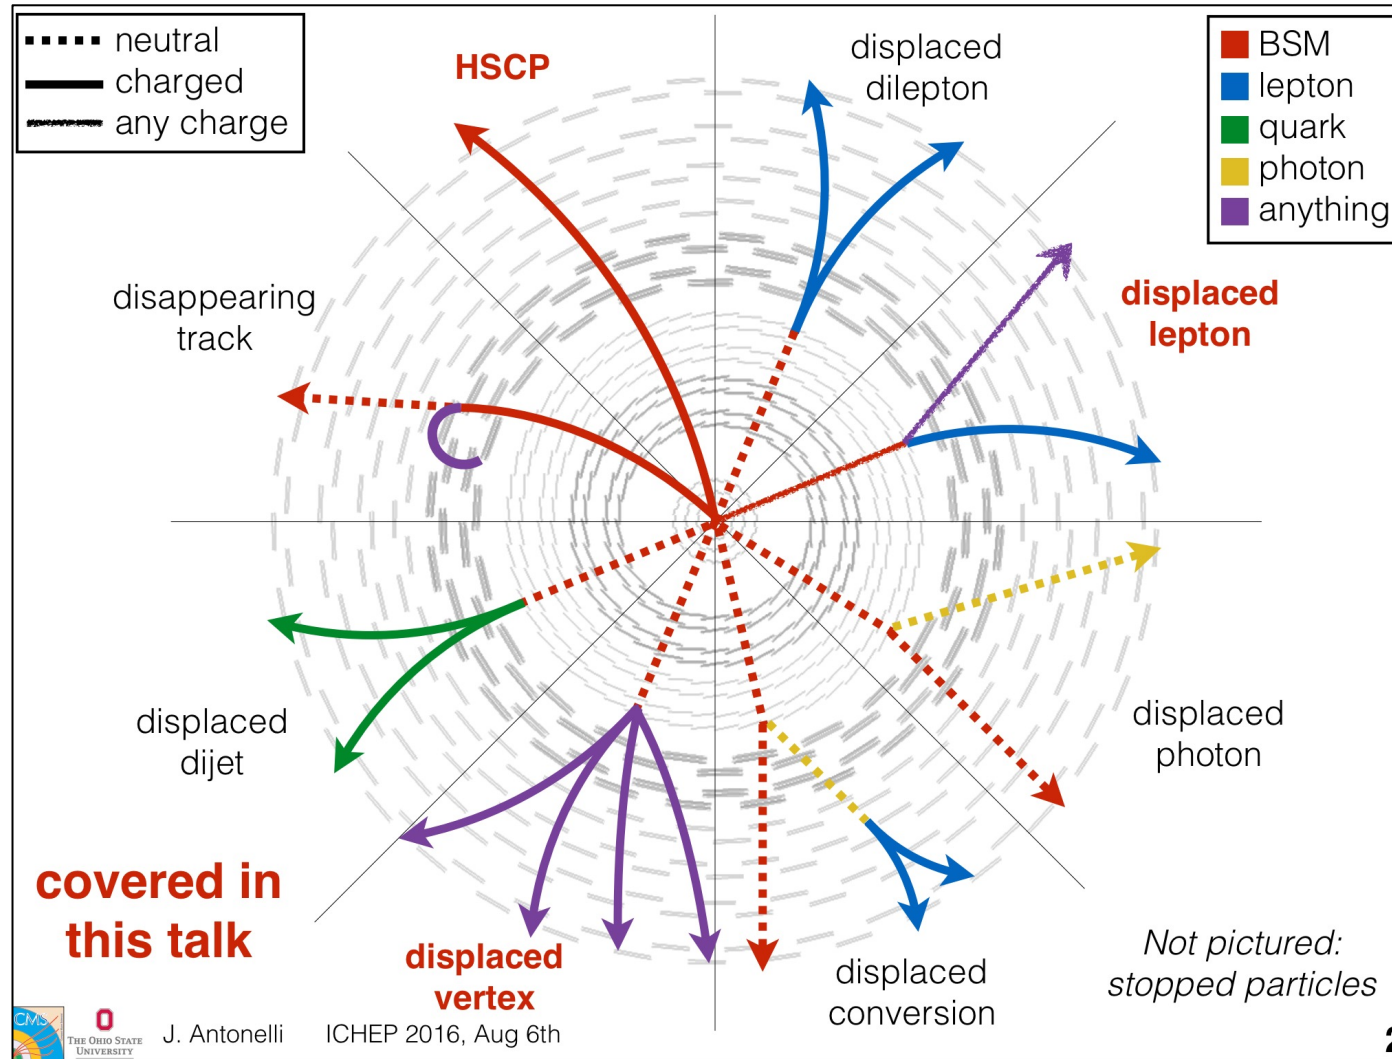 neutral
charged
any charge
HSCP
displaced
dilepton
BSM
lepton
quark
photon
anything
disappearing
track
displaced
lepton
displaced
dijet
displaced
photon
covered in
this talk
displaced
vertex
displaced
conversion
Not pictured:
stopped particles
CMS
THE OHIO STATE
UNIVERSITY
J. Antonelli
ICHEP 2016, Aug 6th
2